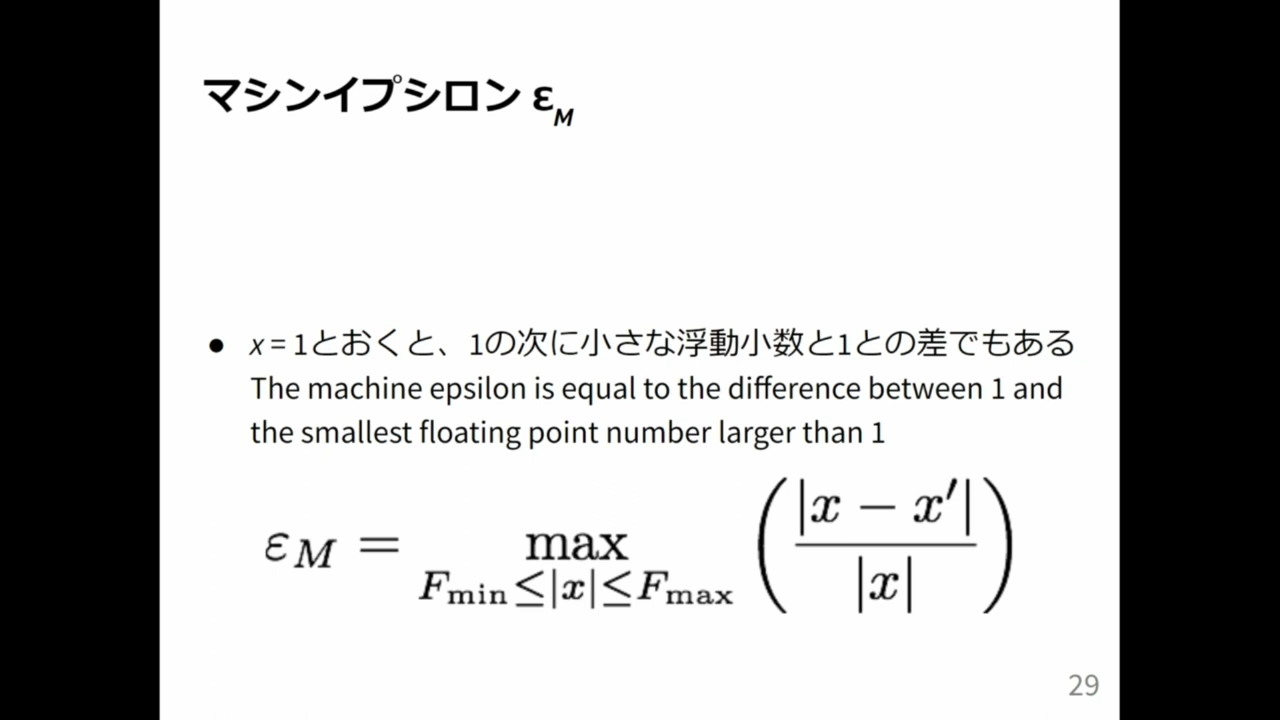 マシンイプシロン ε_M
● x = 1とおくと、1の次に小さな浮動小数と1との差でもある
The machine epsilon is equal to the difference between 1 and
the smallest floating point number larger than 1
ε_M = max_{F_min ≤ |x| ≤ F_max} ( |x − x′| / |x| )
29